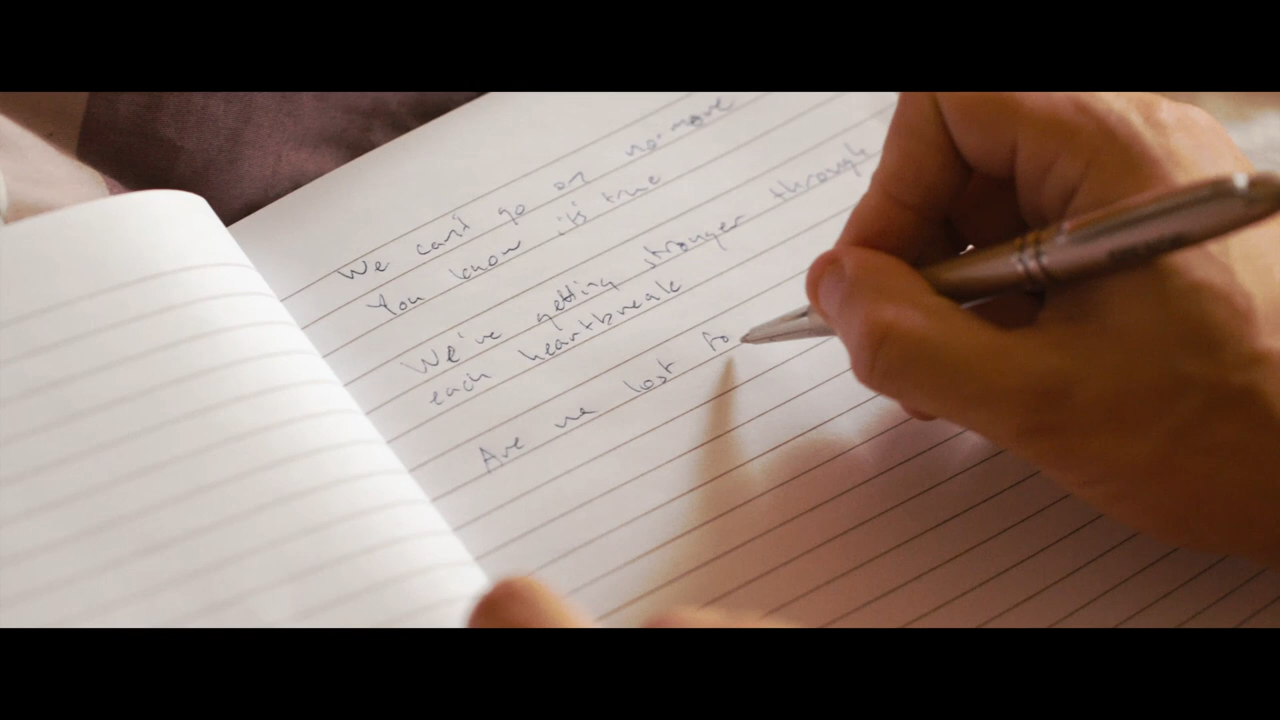 We can't go on no more
You know it's true
We've getting stronger through
each heartbreak
Are we lost fo